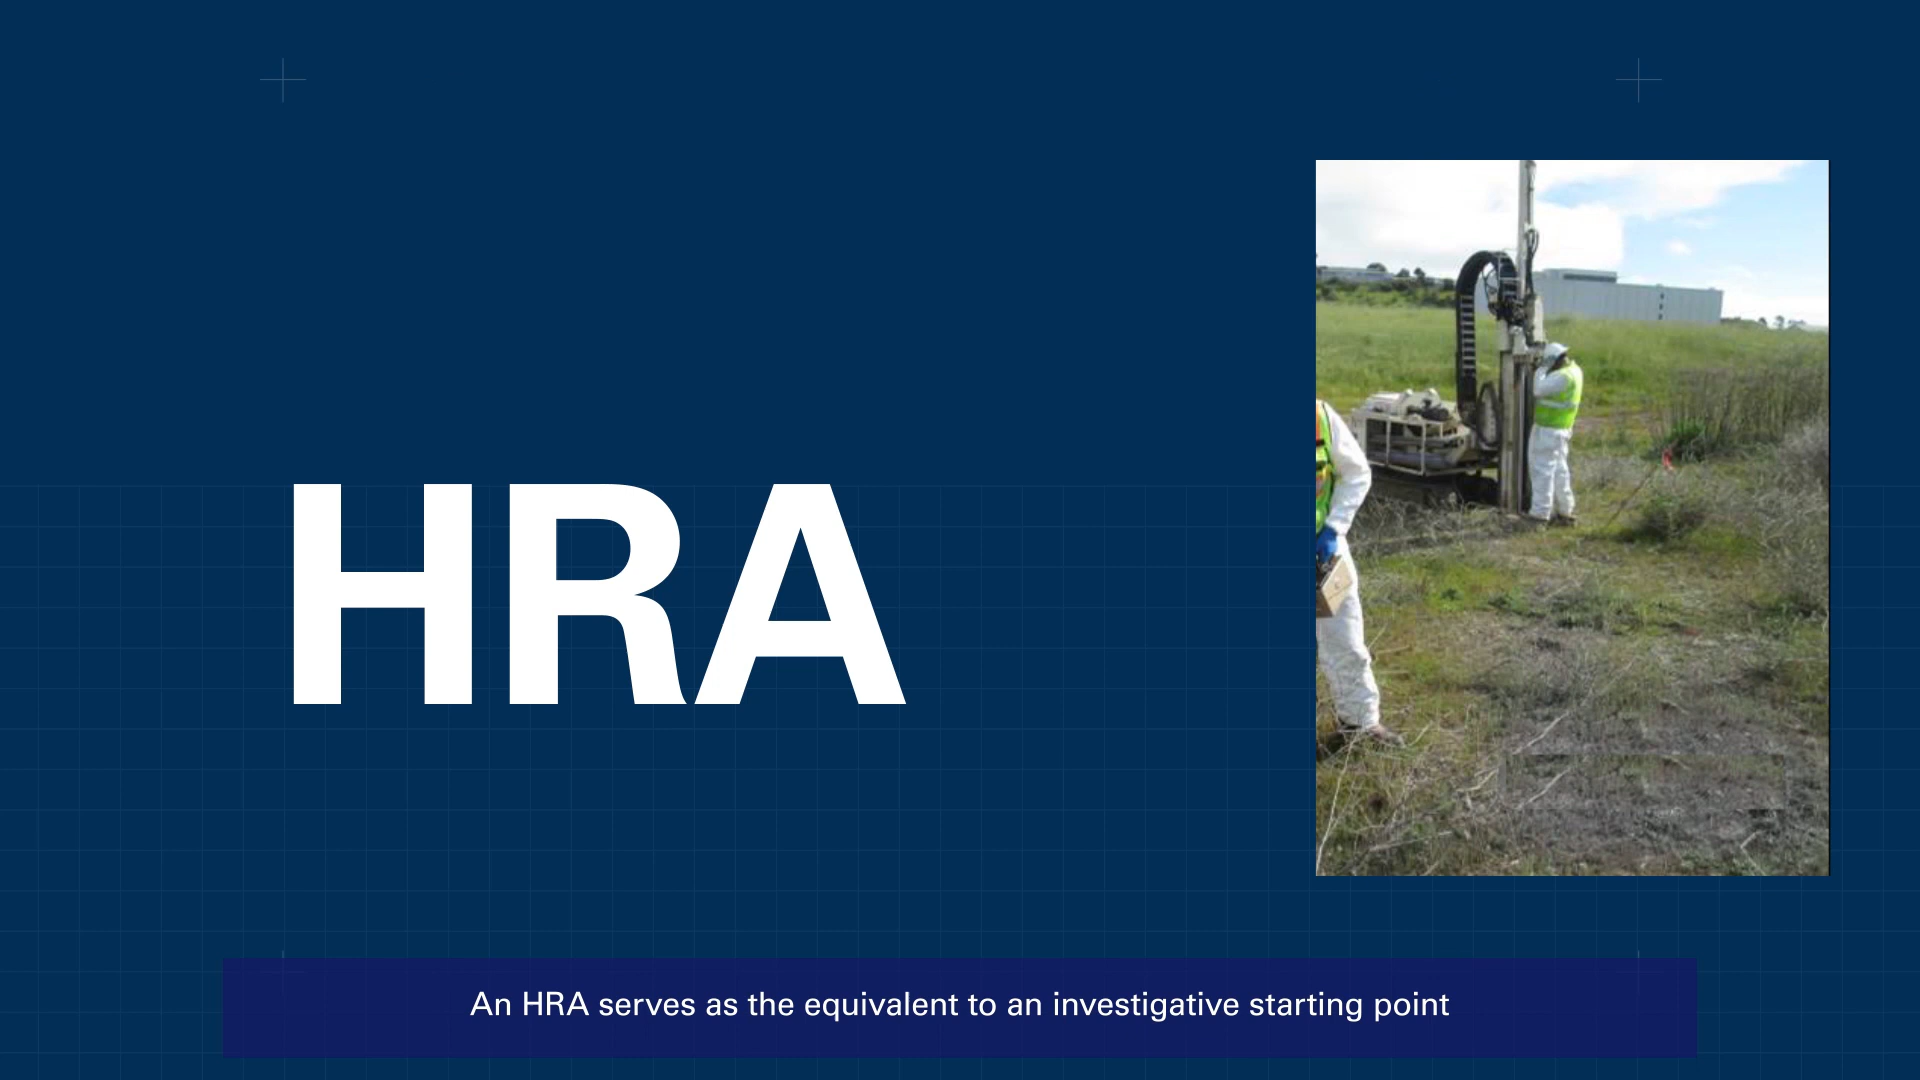 HRA
An HRA serves as the equivalent to an investigative starting point